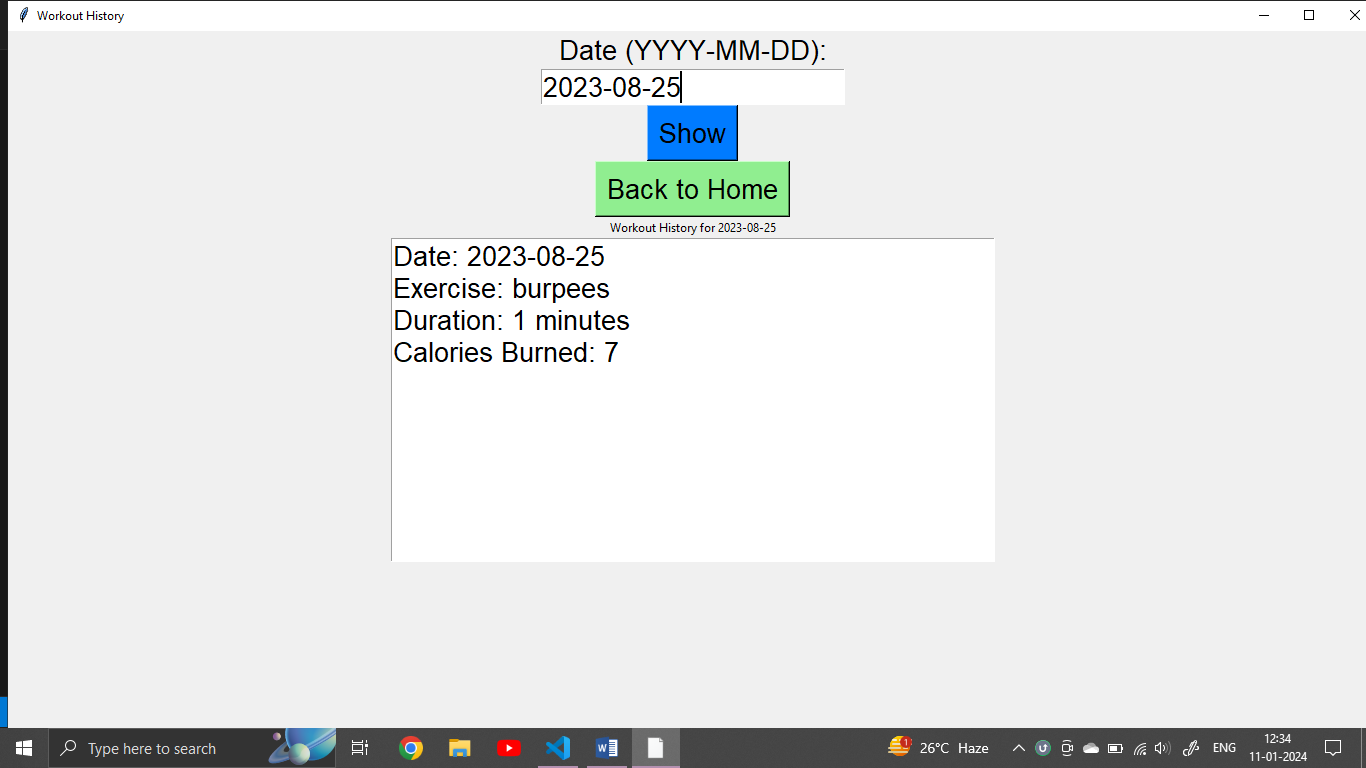 Workout History
Date (YYYY-MM-DD):
2023-08-25
Show
Back to Home
Workout History for 2023-08-25
Date: 2023-08-25
Exercise: burpees
Duration: 1 minutes
Calories Burned: 7
Type here to search
1
26°C Haze
ENG
12:34
11-01-2024